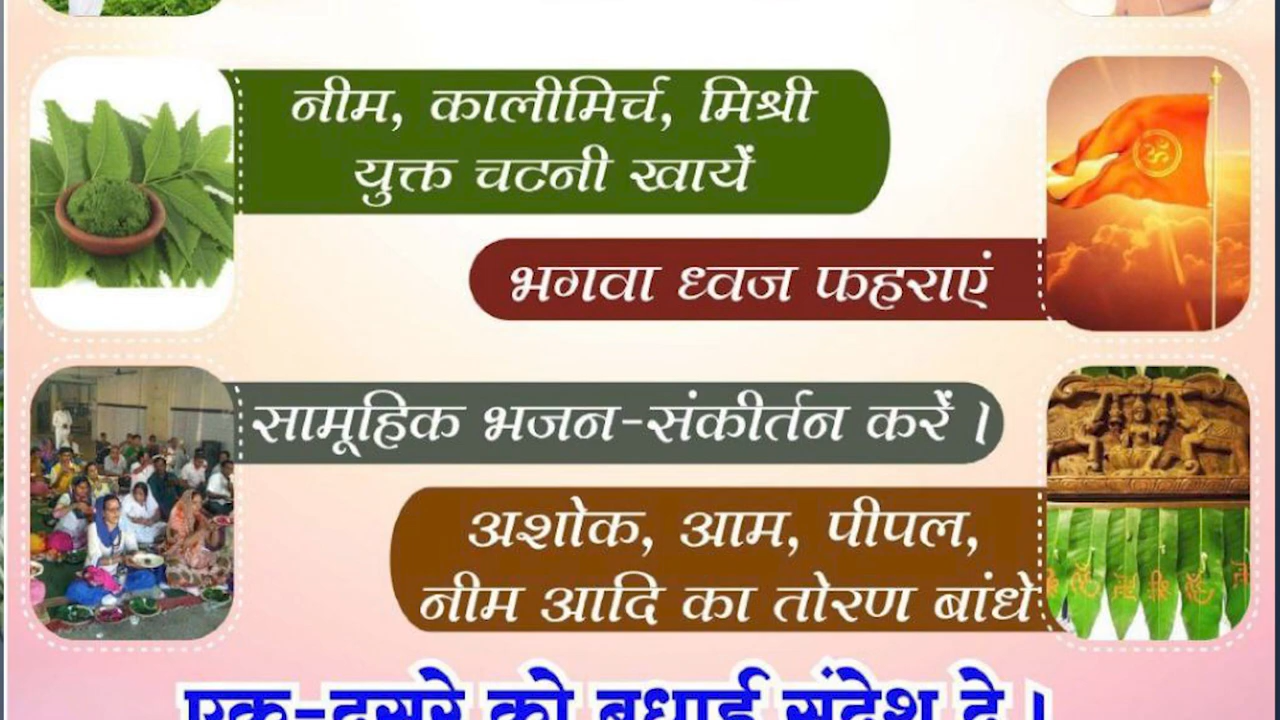 नीम, कालीमिर्च, मिश्री
युक्त चटनी खायें
भगवा ध्वज फहराएं
सामूहिक भजन-संकीर्तन करें ।
अशोक, आम, पीपल,
नीम आदि का तोरण बांधे
एक-दूसरे को बधाई संदेश दे ।